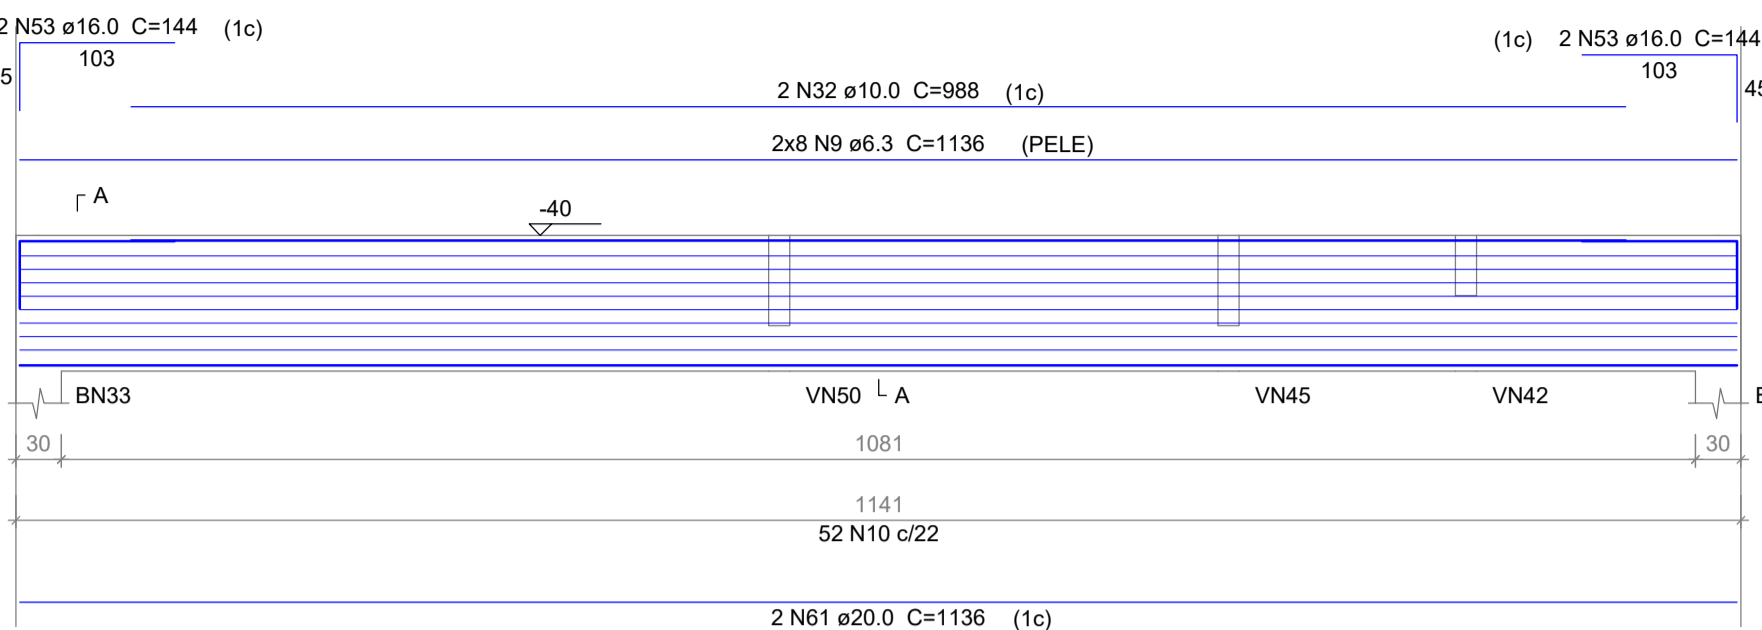 2 N53 ø16.0 C=144 (1c)
(1c) 2 N53 ø16.0 C=144
103
103
5
45
2 N32 ø10.0 C=988 (1c)
2x8 N9 ø6.3 C=1136 (PELE)
A
-40
BN33
VN50
A
VN45
VN42
30
1081
30
1141
52 N10 c/22
2 N61 ø20.0 C=1136 (1c)